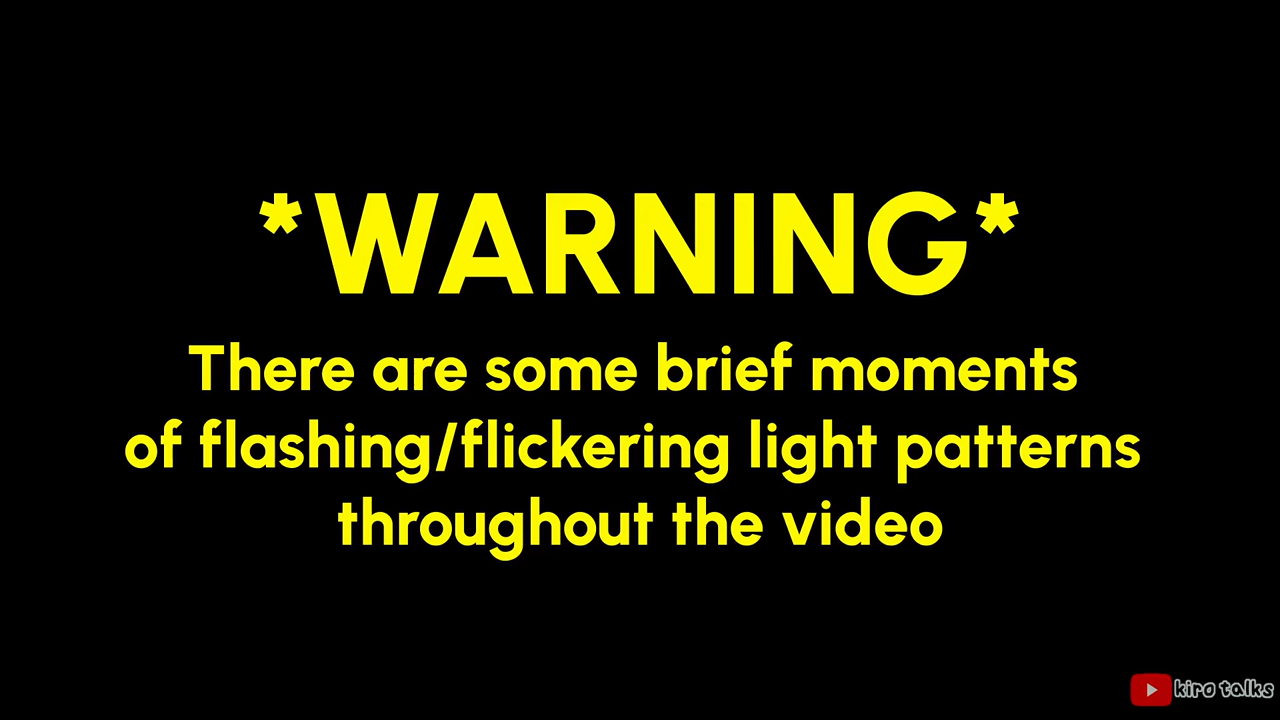 *WARNING*
There are some brief moments
of flashing/flickering light patterns
throughout the video
kiro talks